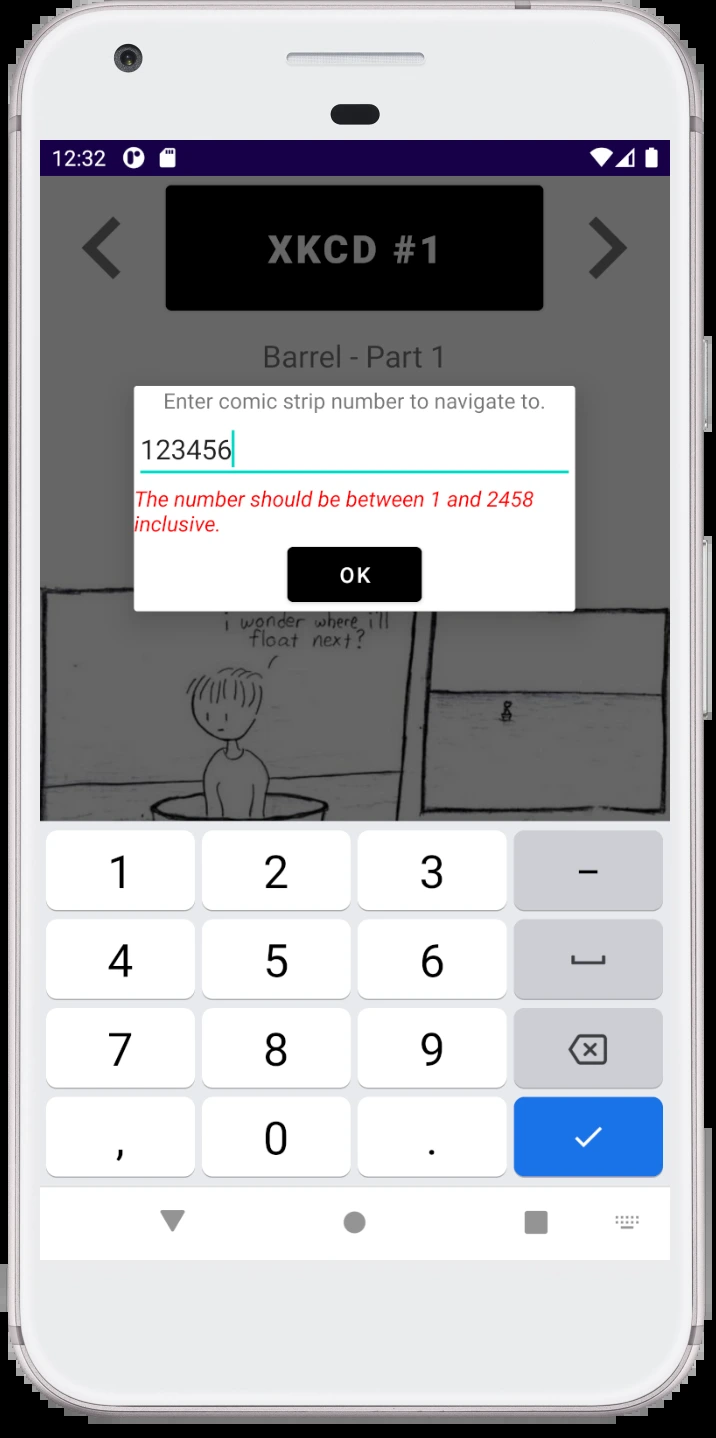 12:32
XKCD #1
Barrel - Part 1
Enter comic strip number to navigate to.
123456
The number should be between 1 and 2458
inclusive.
OK
i wonder where i'll
float next?
1 2 3 –
4 5 6
7 8 9
, 0 .